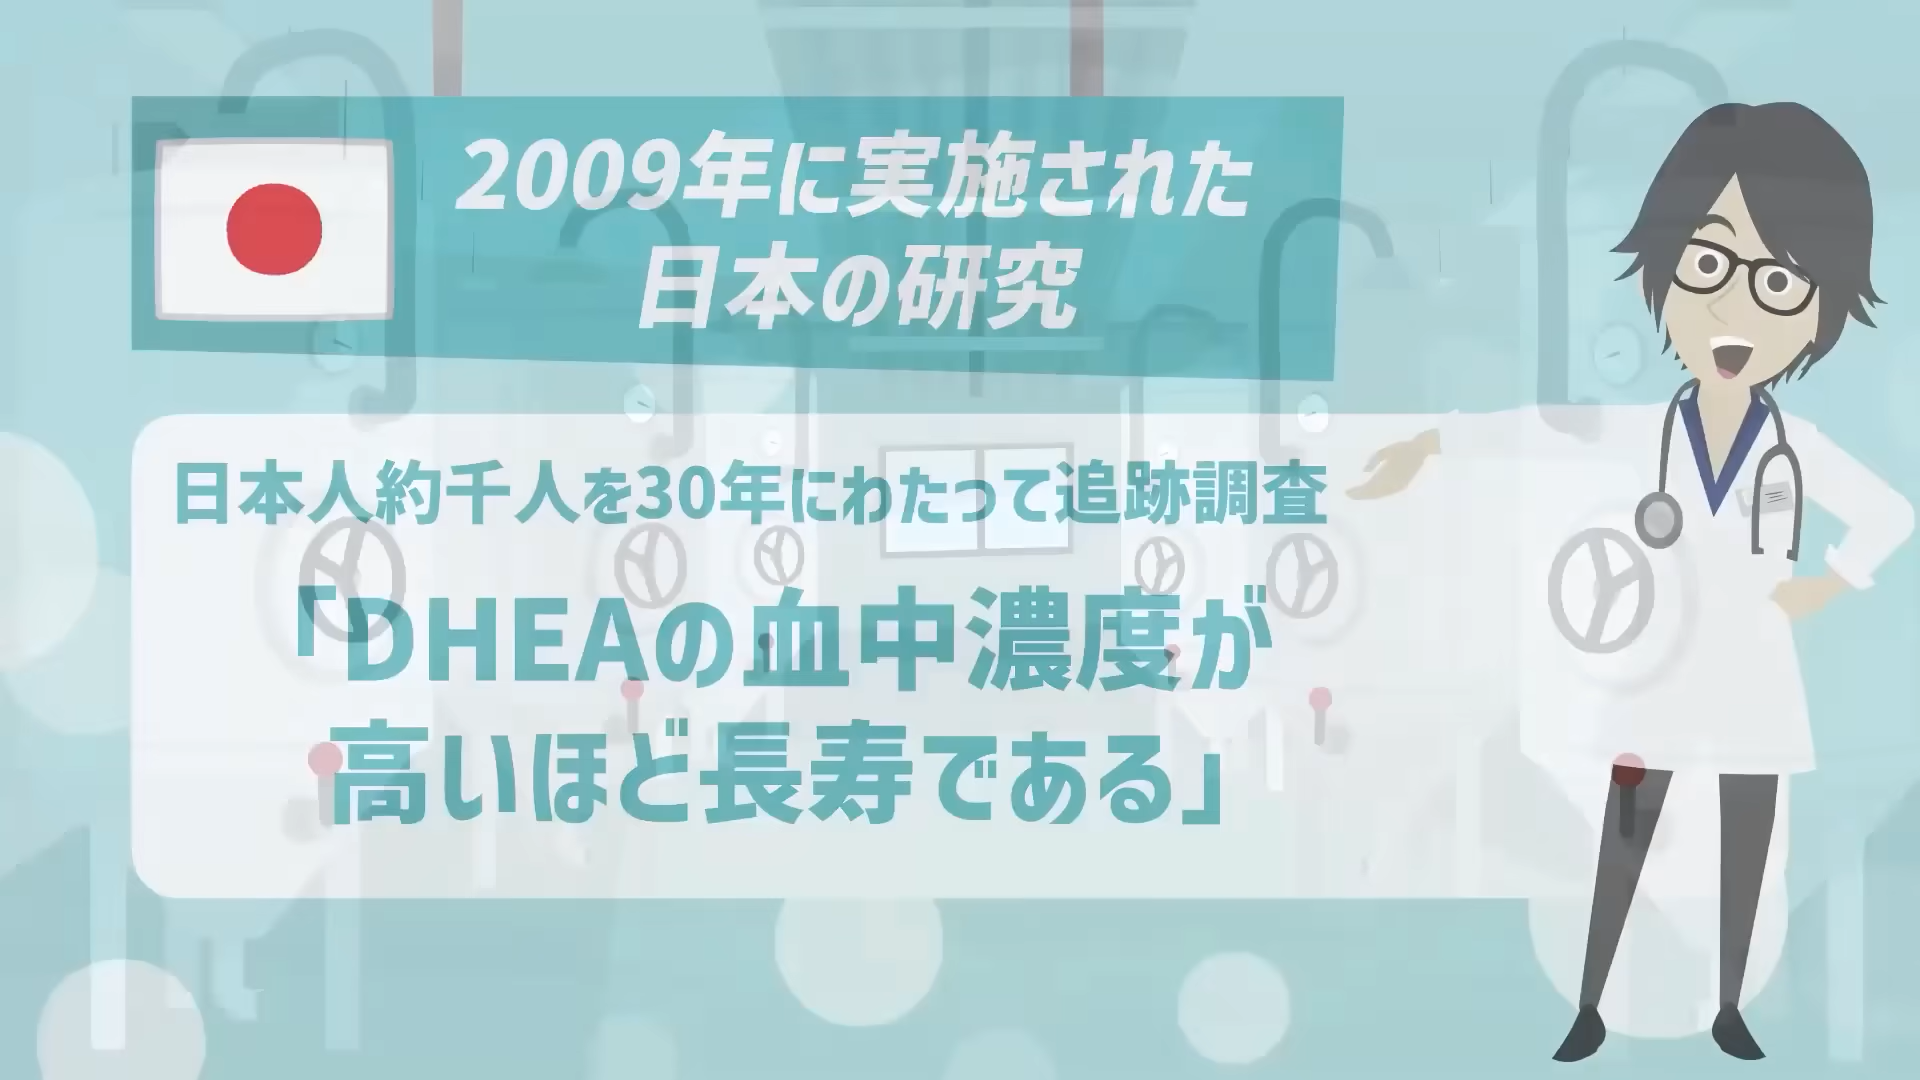 2009年に実施された
日本の研究
日本人約千人を30年にわたって追跡調査
「DHEAの血中濃度が
高いほど長寿である」